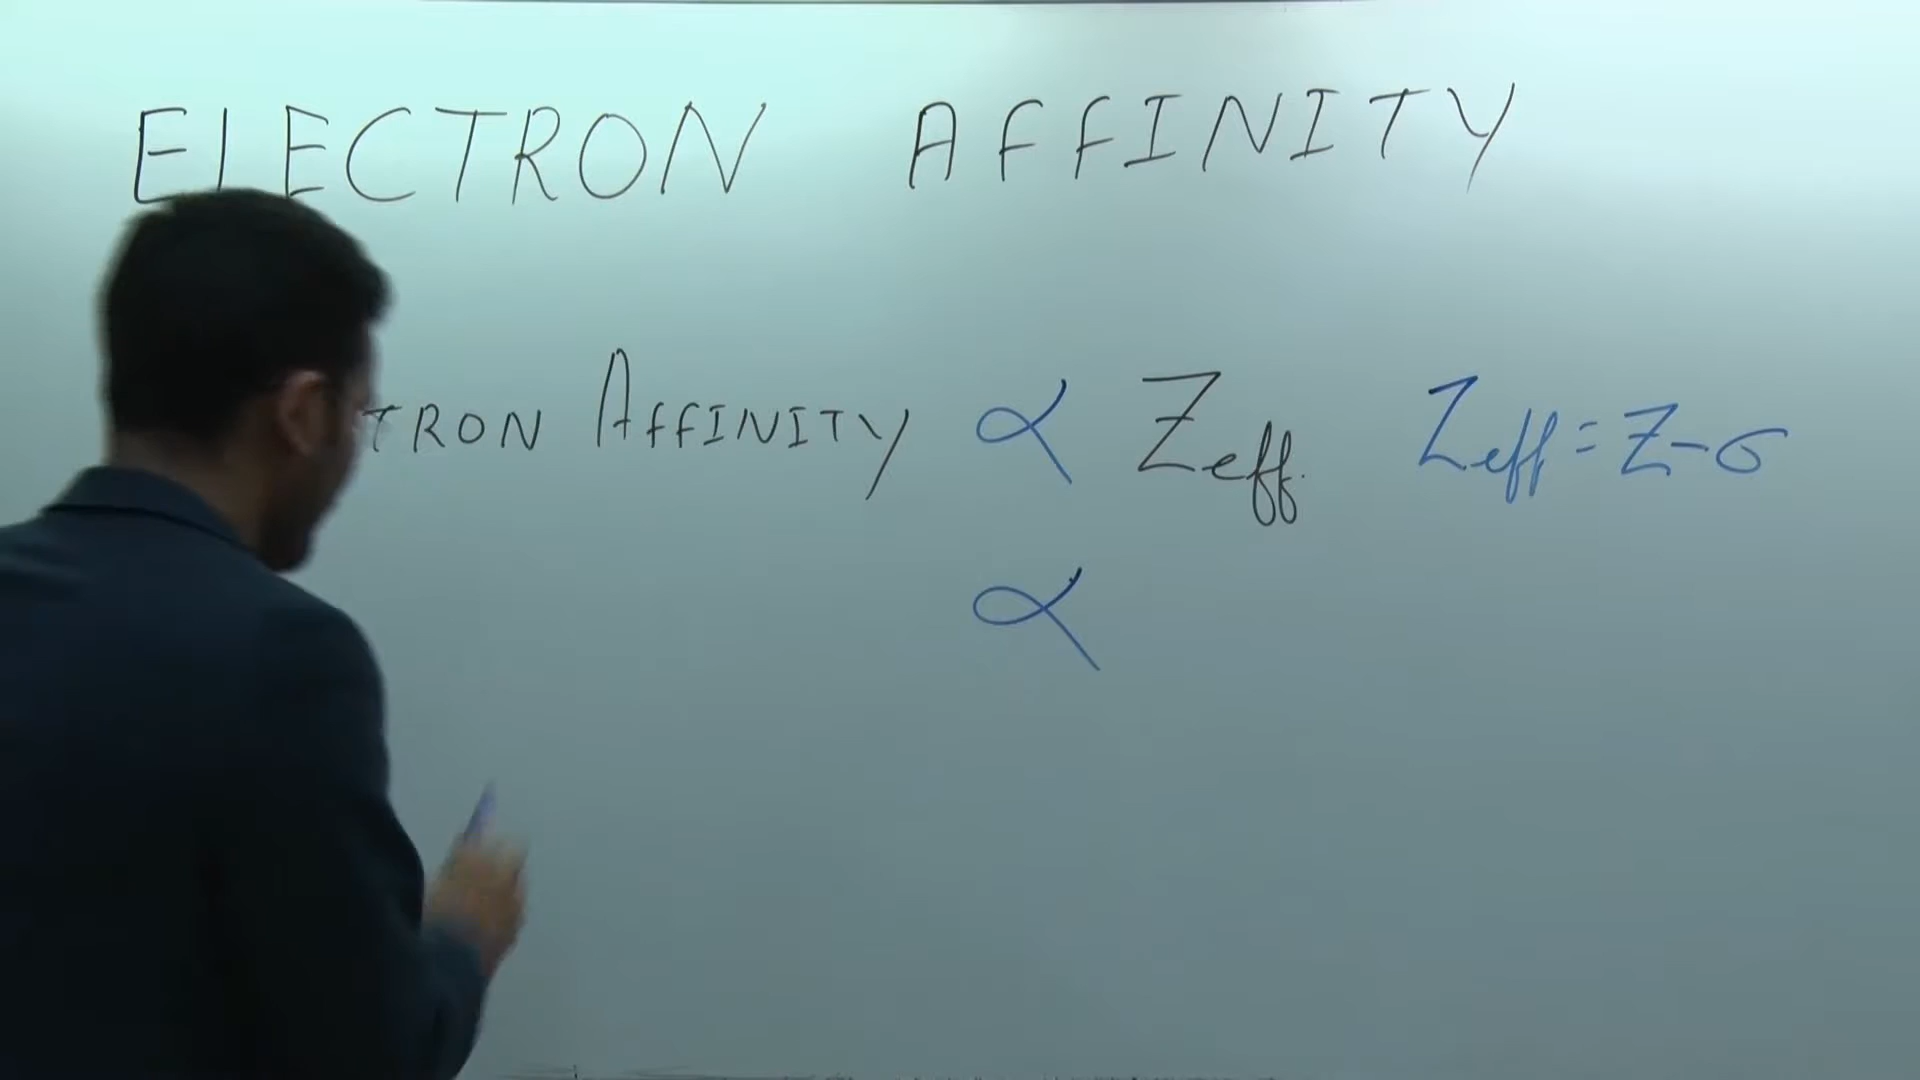 ELECTRON AFFINITY
TRON AFFINITY ∝ Zeff. Zeff = Z-σ
∝